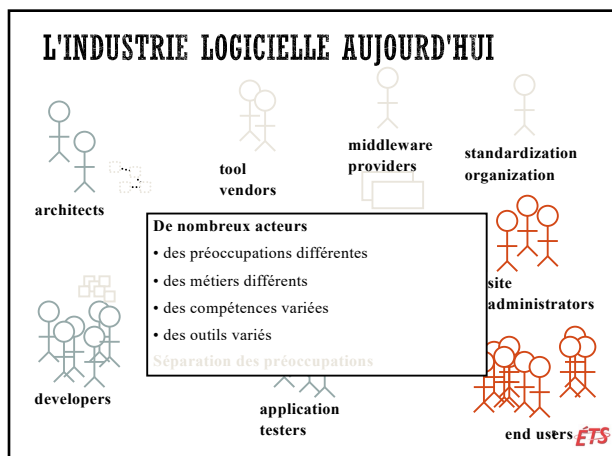 L'INDUSTRIE LOGICIELLE AUJOURD'HUI
tool
vendors
middleware
providers
standardization
organization
architects
De nombreux acteurs
• des préoccupations différentes
• des métiers différents
• des compétences variées
• des outils variés
Séparation des préoccupations
site
administrators
developers
application
testers
end users
ÉTS